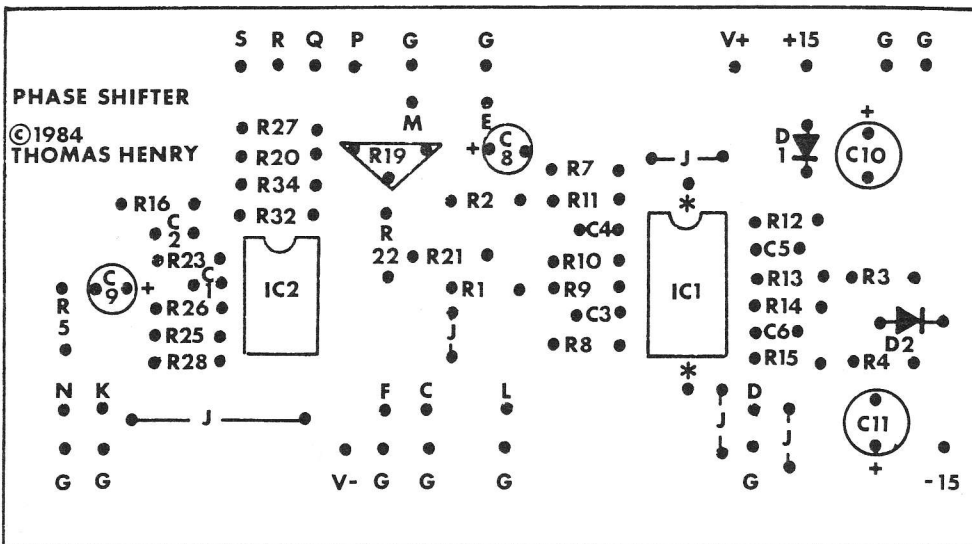 S R Q P G G V+ +15 G G
PHASE SHIFTER
©1984
THOMAS HENRY
M E
+
R27
D
1
C
8
+
R20
R19
J
C10
R34
R7
R16
R32
R2
R11
*
C
2
R
22
C4
R12
R23
R21
C5
C
9
+
C
1
IC2
R10
R13
R3
R
5
R26
R1
R9
IC1
R14
C3
D2
R25
J
C6
R28
R8
R15
R4
*
N K
J
F C L
J
D
J
C11
+
G G V- G G G G -15